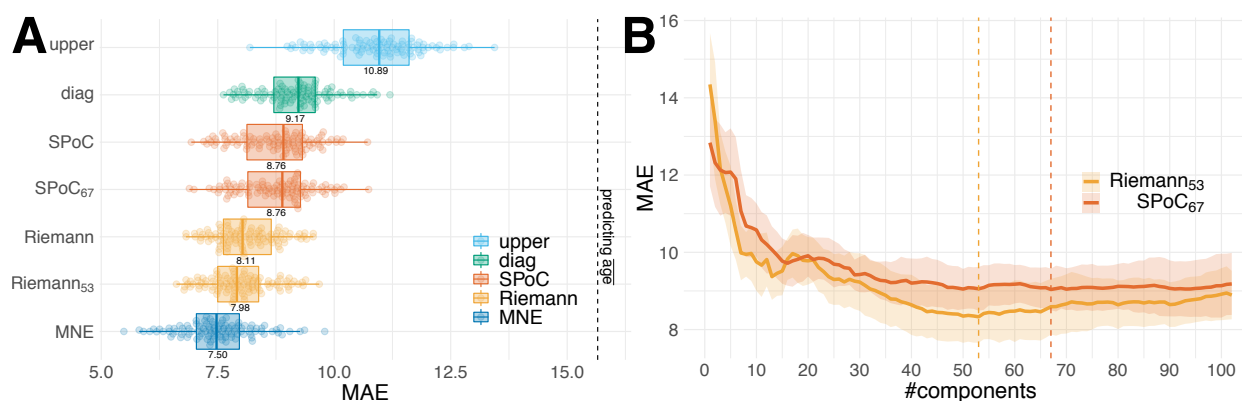 A
upper
diag
SPoC
SPoC₆₇
Riemann
Riemann₅₃
MNE
10.89
9.17
8.76
8.76
8.11
7.98
7.50
predicting age
upper
diag
SPoC
Riemann
MNE
5.0 7.5 10.0 12.5 15.0
MAE
B
MAE
16
14
12
10
8
Riemann₅₃
SPoC₆₇
0 10 20 30 40 50 60 70 80 90 100
#components